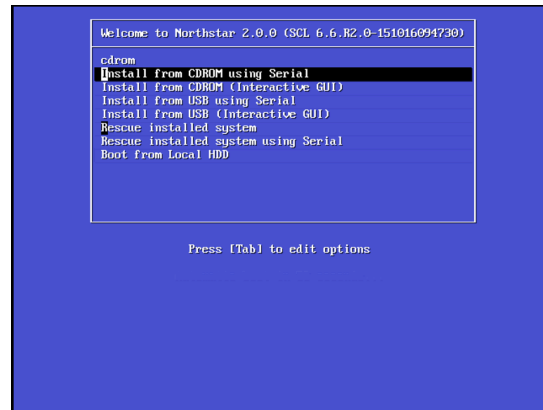 Welcome to Northstar 2.0.0 (SCL 6.6.R2.0-151016094730)
cdrom
Install from CDROM using Serial
Install from CDROM (Interactive GUI)
Install from USB using Serial
Install from USB (Interactive GUI)
Rescue installed system
Rescue installed system using Serial
Boot from Local HDD
Press [Tab] to edit options